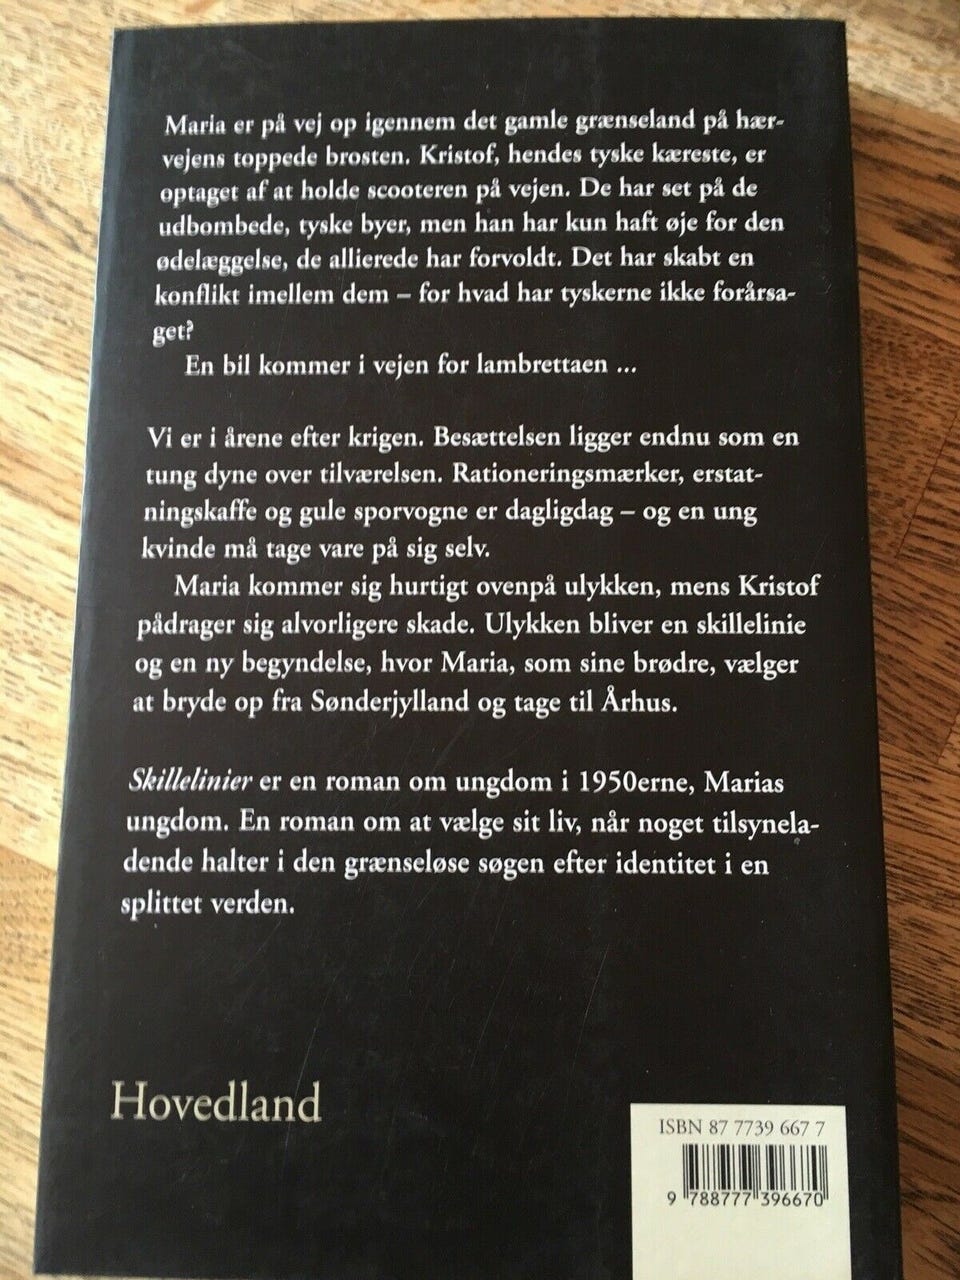 Maria er på vej op igennem det gamle grænseland på hær-
vejens toppede brosten. Kristof, hendes tyske kæreste, er
optaget af at holde scooteren på vejen. De har set på de
udbombede, tyske byer, men han har kun haft øje for den
ødelæggelse, de allierede har forvoldt. Det har skabt en
konflikt imellem dem – for hvad har tyskerne ikke forårsa-
get?
En bil kommer i vejen for lambrettaen ...
Vi er i årene efter krigen. Besættelsen ligger endnu som en
tung dyne over tilværelsen. Rationeringsmærker, erstat-
ningskaffe og gule sporvogne er dagligdag – og en ung
kvinde må tage vare på sig selv.
Maria kommer sig hurtigt ovenpå ulykken, mens Kristof
pådrager sig alvorligere skade. Ulykken bliver en skillelinie
og en ny begyndelse, hvor Maria, som sine brødre, vælger
at bryde op fra Sønderjylland og tage til Århus.
Skillelinier er en roman om ungdom i 1950erne, Marias
ungdom. En roman om at vælge sit liv, når noget tilsynela-
dende halter i den grænseløse søgen efter identitet i en
splittet verden.
Hovedland
ISBN 87 7739 667 7
9 788777 396670